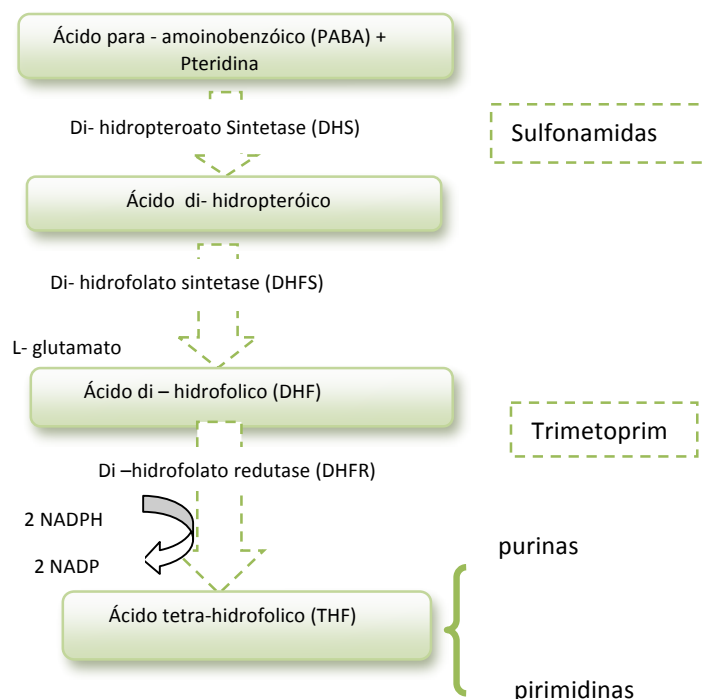 Ácido para - amoinobenzóico (PABA) +
Pteridina
Di- hidropteroato Sintetase (DHS)
Sulfonamidas
Ácido di- hidropteróico
Di- hidrofolato sintetase (DHFS)
L- glutamato
Ácido di – hidrofolico (DHF)
Trimetoprim
Di –hidrofolato redutase (DHFR)
2 NADPH
2 NADP
purinas
Ácido tetra-hidrofolico (THF)
pirimidinas